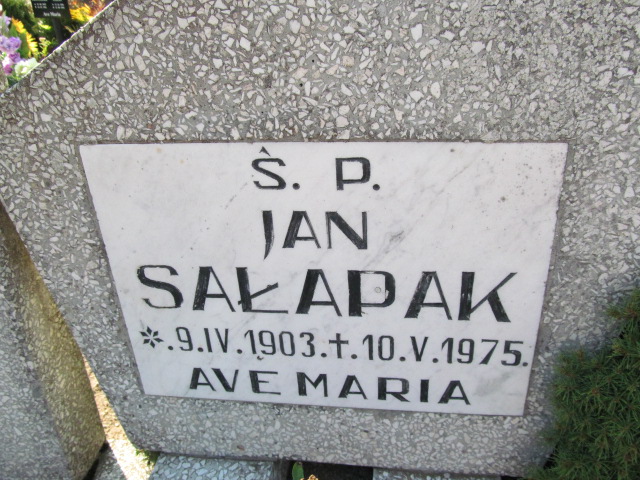 Ś. P.
JAN
SAŁAPAK
*.9.IV.1903.+.10.V.1975.
AVE MARIA